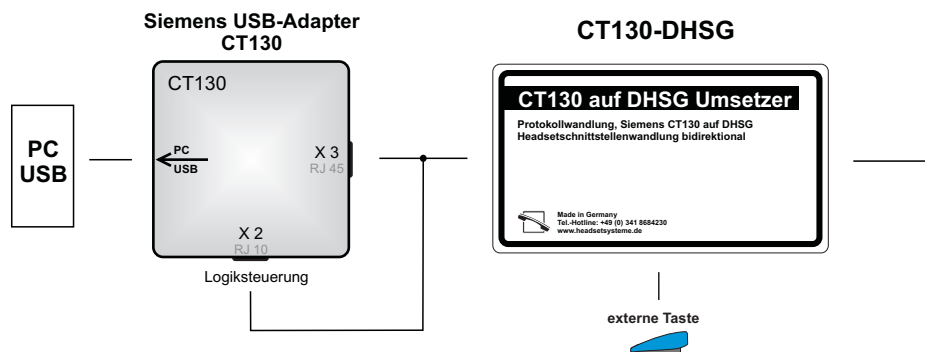 Siemens USB-Adapter
CT130
CT130-DHSG
PC
USB
CT130
PC
USB
X 3
RJ 45
X 2
RJ 10
Logiksteuerung
CT130 auf DHSG Umsetzer
Protokollwandlung, Siemens CT130 auf DHSG
Headsetschnittstellenwandlung bidirektional
Made in Germany
Tel.-Hotline: +49 (0) 341 8684230
www.headsetsysteme.de
externe Taste